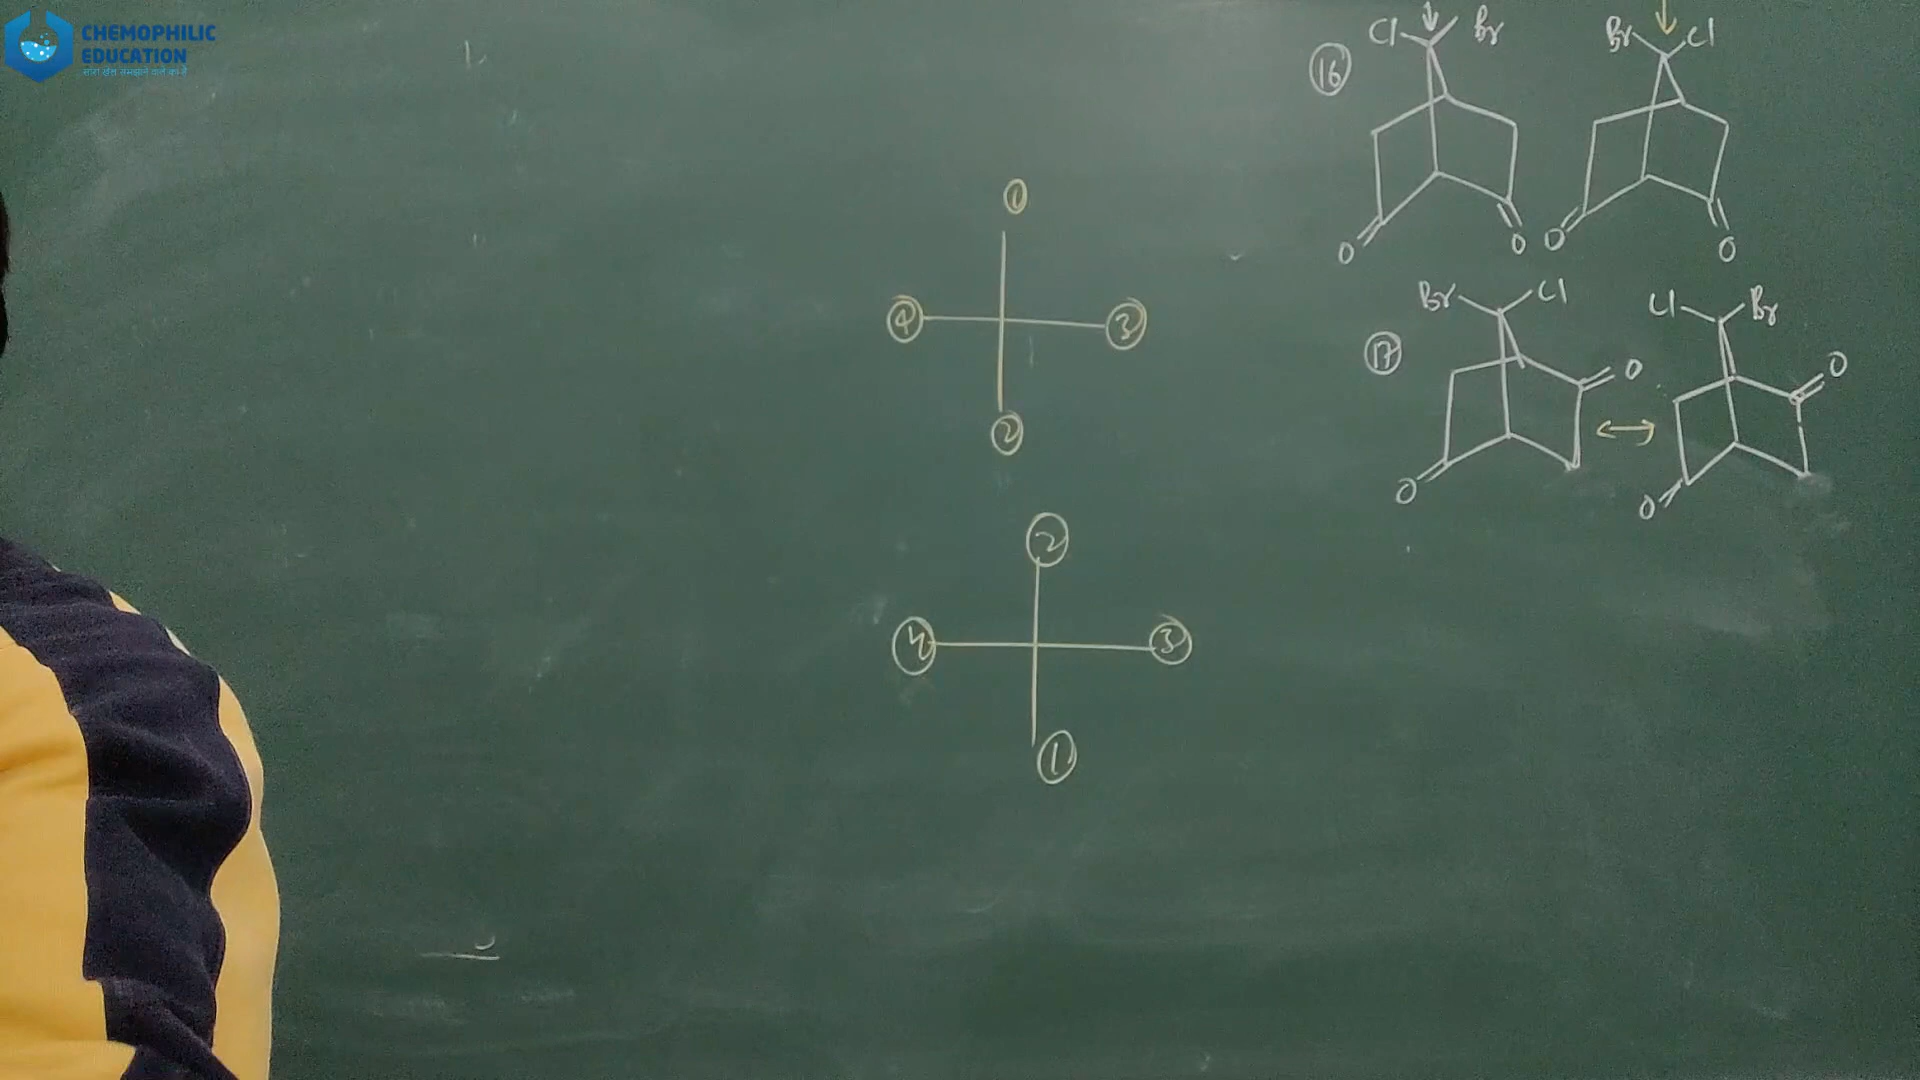 CHEMOPHILIC
EDUCATION
Cl Br
Br Cl
16
O O
O O
1
4 3
2
Br Cl
Cl Br
17
O
O
O
O
2
4 3
1